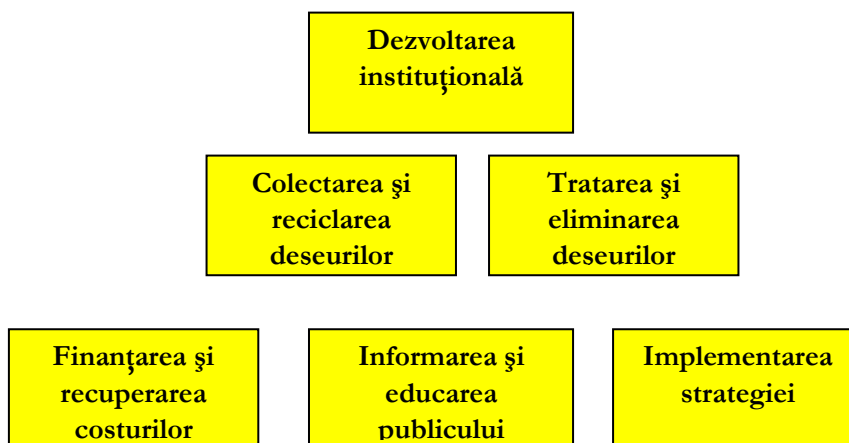 Dezvoltarea
instituţională
Colectarea şi
reciclarea
deseurilor
Tratarea şi
eliminarea
deseurilor
Finanţarea şi
recuperarea
costurilor
Informarea şi
educarea
publicului
Implementarea
strategiei